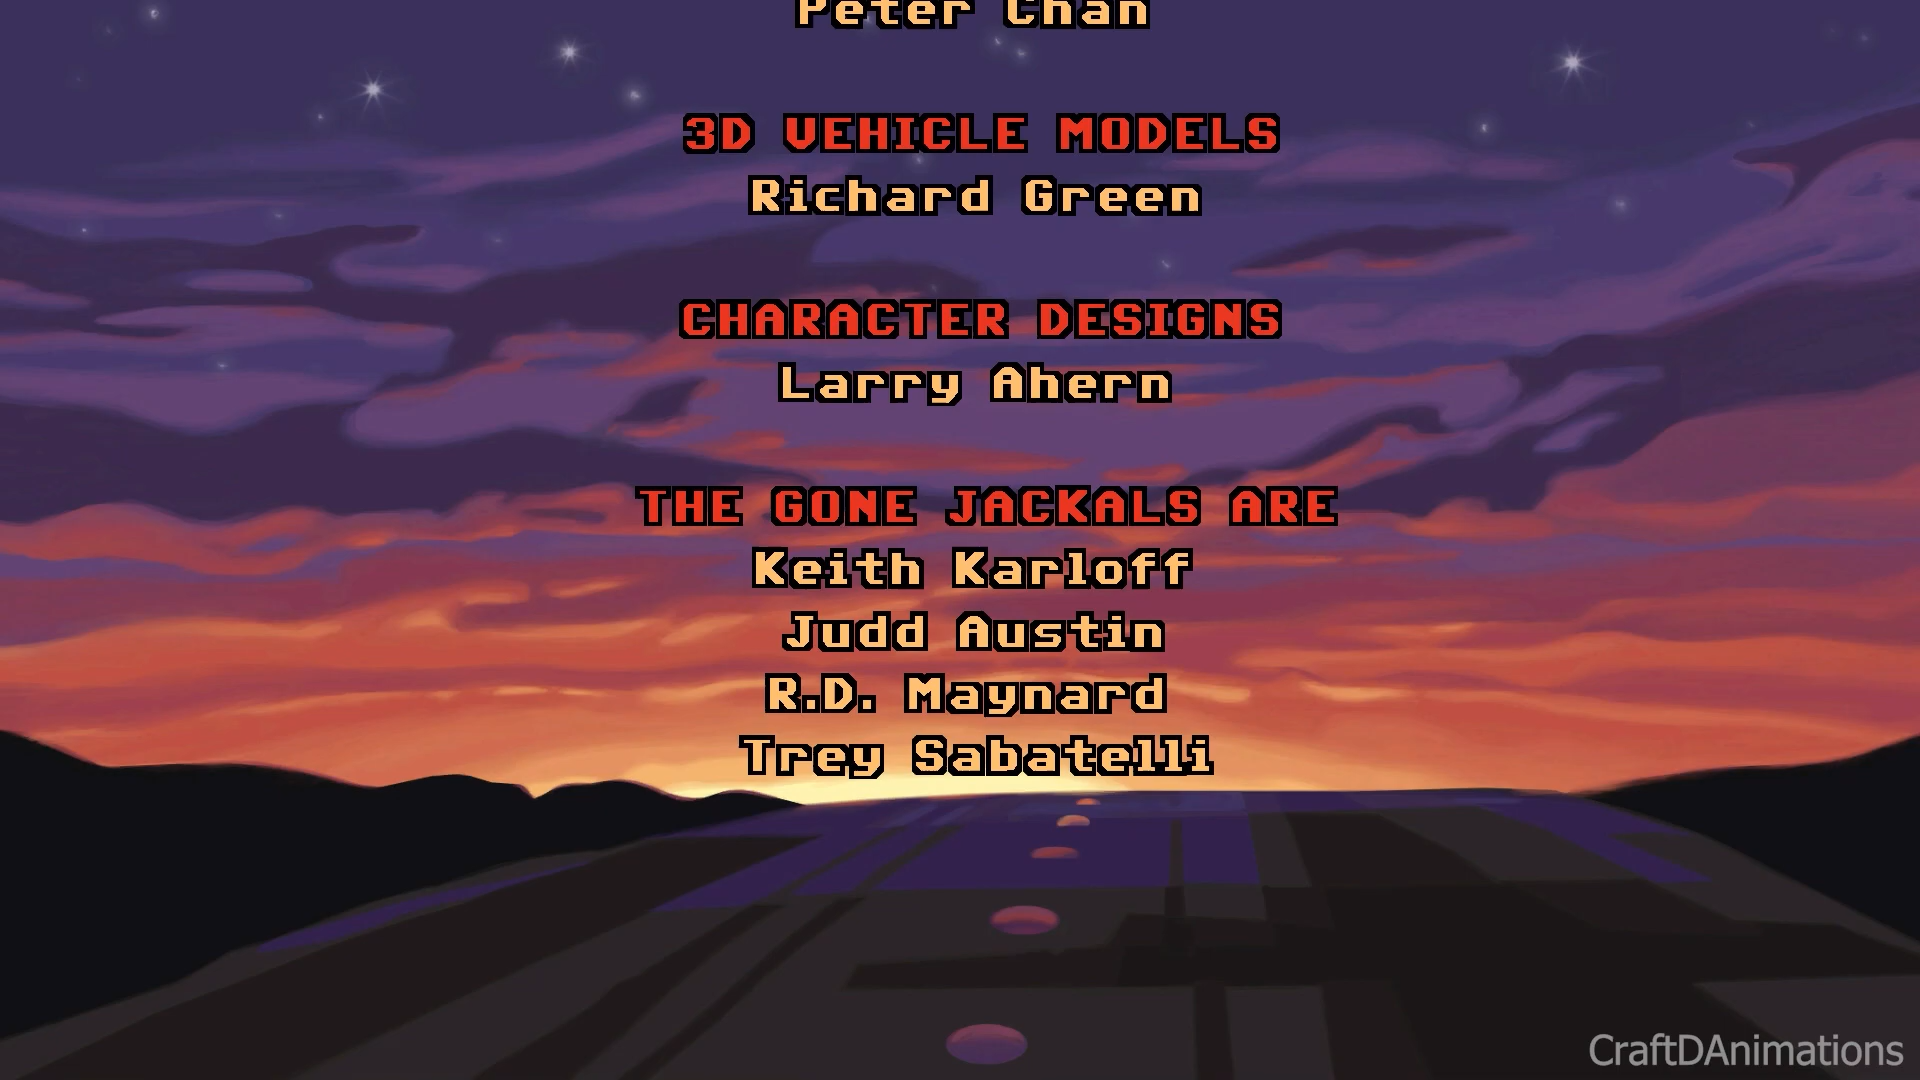 Peter Chan
3D VEHICLE MODELS
Richard Green
CHARACTER DESIGNS
Larry Ahern
THE GONE JACKALS ARE
Keith Karloff
Judd Austin
R.D. Maynard
Trey Sabatelli
CraftDAnimations